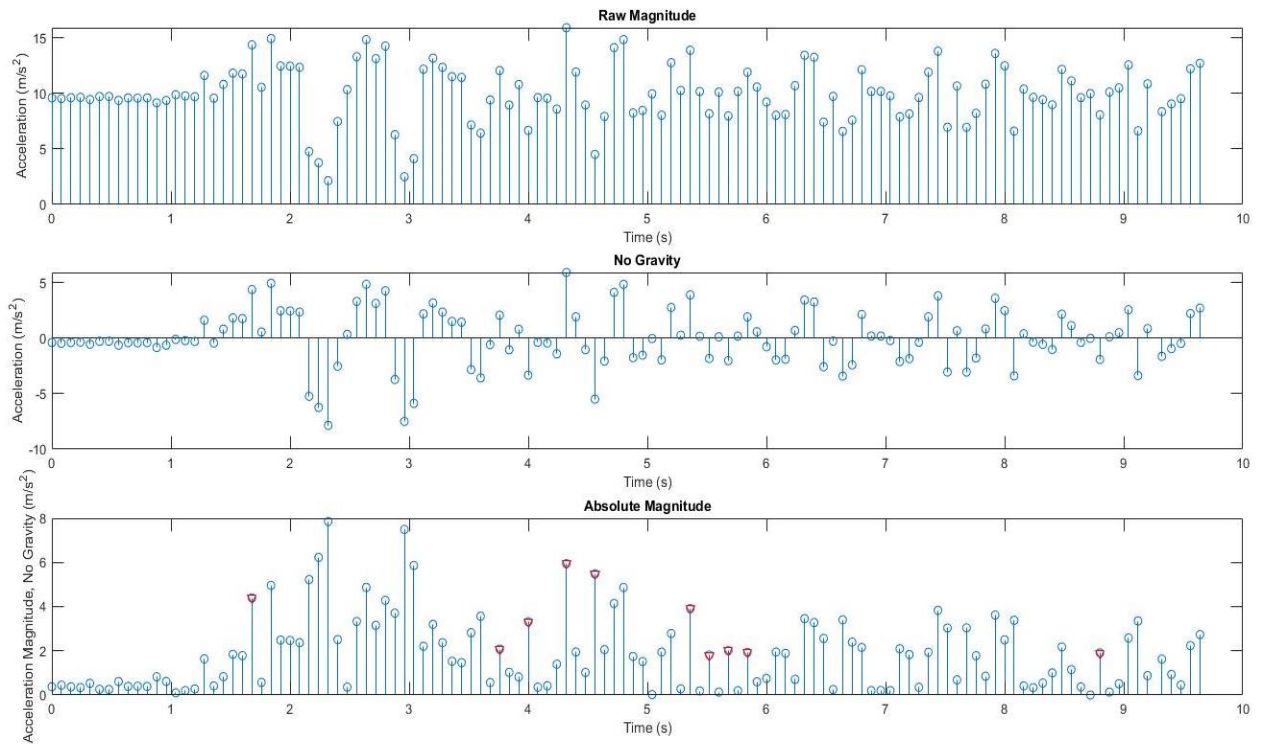 Raw Magnitude
15
10
5
0
Acceleration (m/s²)
0 1 2 3 4 5 6 7 8 9 10
Time (s)
No Gravity
5
0
-5
-10
Acceleration (m/s²)
0 1 2 3 4 5 6 7 8 9 10
Time (s)
Absolute Magnitude
8
6
4
2
0
Acceleration Magnitude, No Gravity (m/s²)
0 1 2 3 4 5 6 7 8 9 10
Time (s)